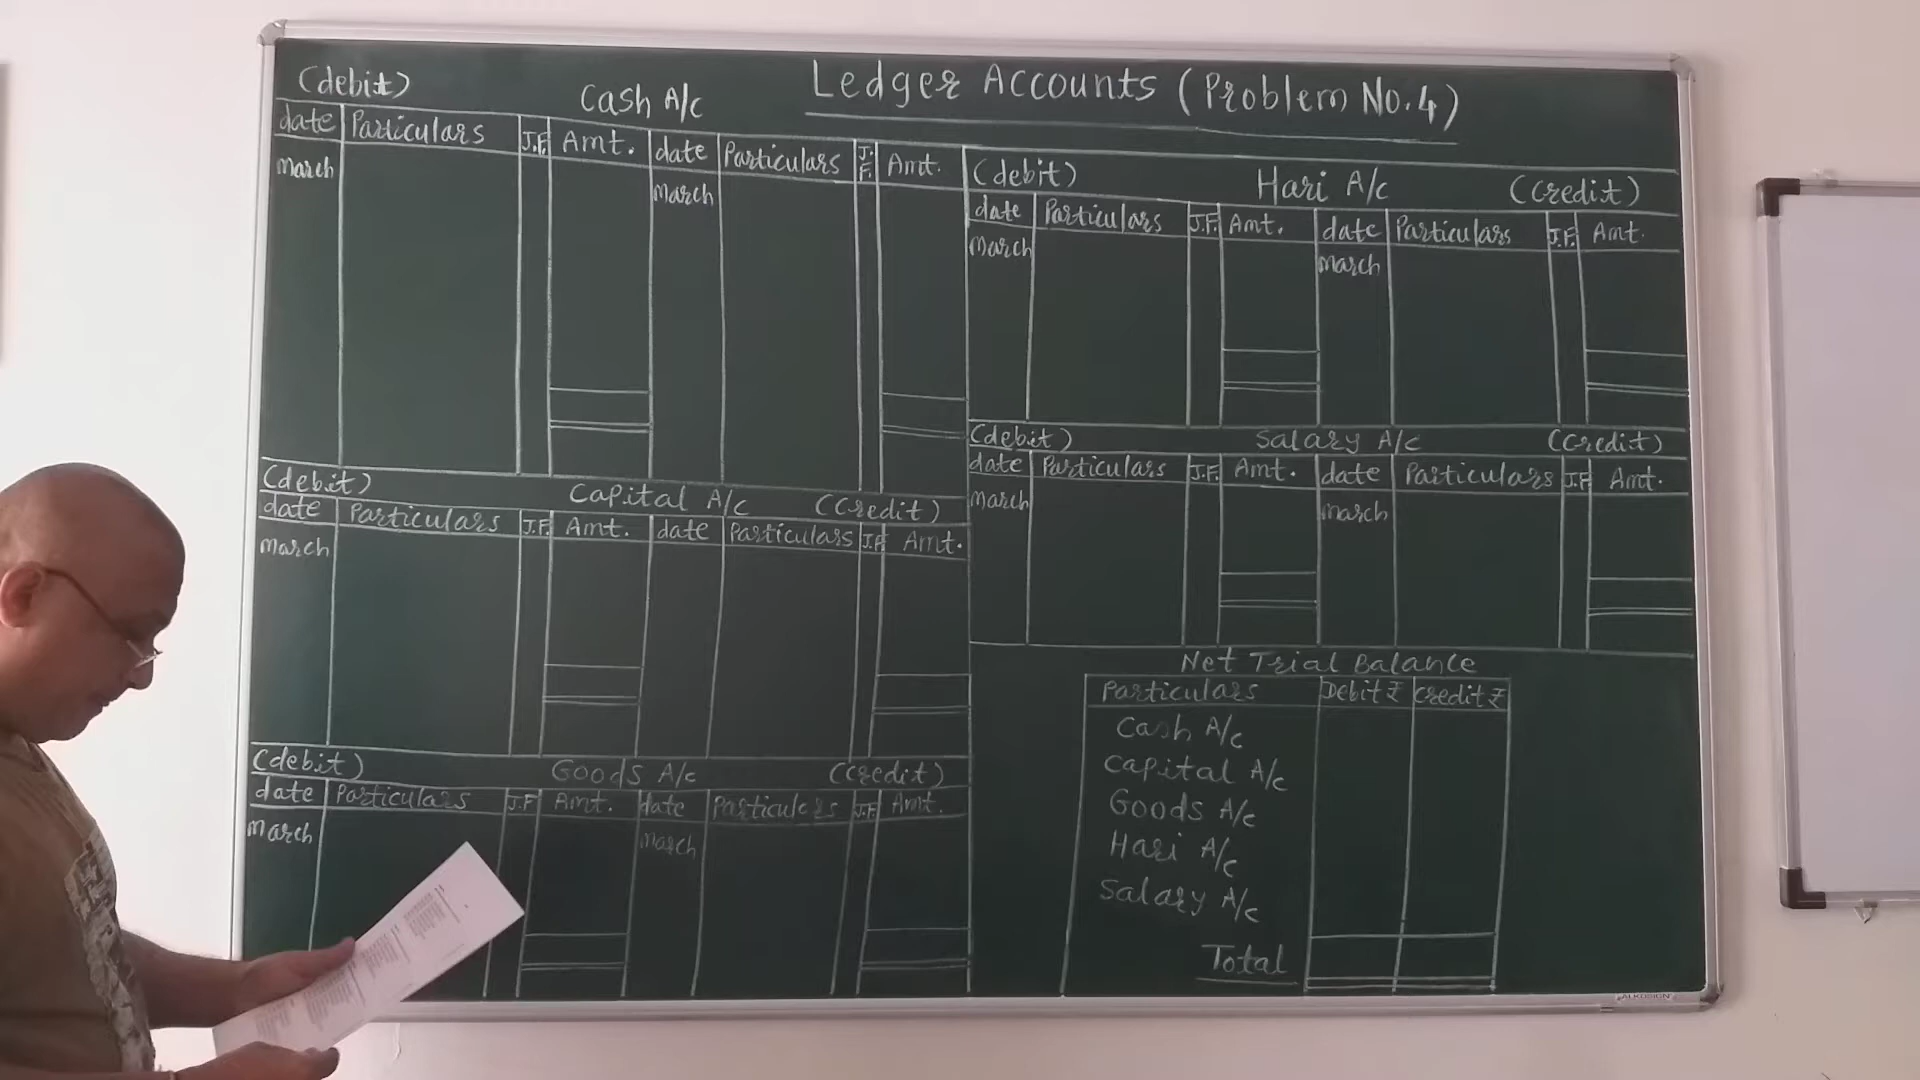 Ledger Accounts (Problem No.4)
(debit) Cash A/c
date Particulars J.F. Amt. date Particulars J.F. Amt.
march march
(debit) Hari A/c (credit)
date Particulars J.F. Amt. date Particulars J.F. Amt.
march march
(debit) Salary A/c (credit)
date Particulars J.F. Amt. date Particulars J.F. Amt.
march march
(debit) Capital A/c (credit)
date Particulars J.F. Amt. date Particulars J.F. Amt.
march
(debit) Goods A/c (credit)
date Particulars J.F Amt. date Particulars J.F. Amt.
march march
Net Trial Balance
Particulars Debit ₹ credit ₹
Cash A/c
Capital A/c
Goods A/c
Hari A/c
Salary A/c
Total